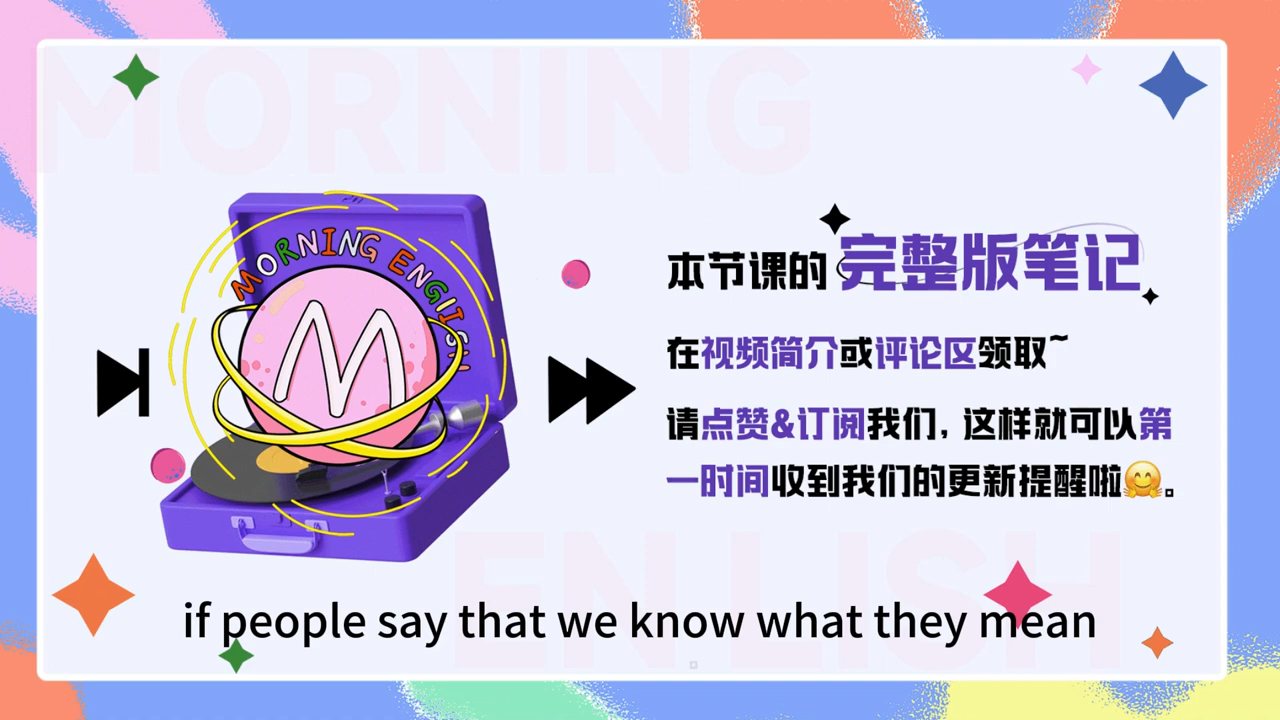 MORNING
MORNING ENGlISH
M
本节课的 完整版笔记
在视频简介或评论区领取~
请点赞&订阅我们，这样就可以第
一时间收到我们的更新提醒啦🤗。
EN LISH
if people say that we know what they mean